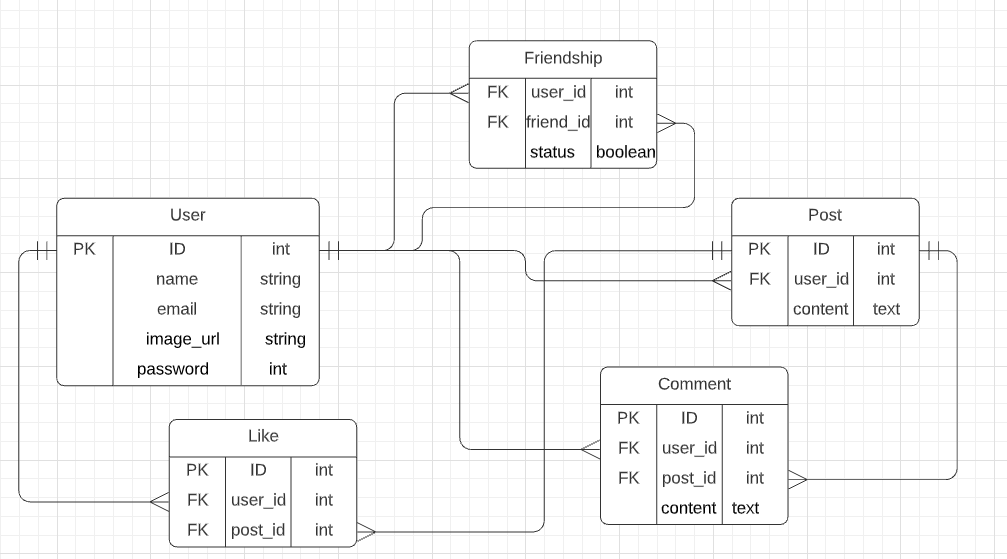 Friendship
FK user_id int
FK friend_id int
status boolean
User
PK ID int
name string
email string
image_url string
password int
Post
PK ID int
FK user_id int
content text
Comment
PK ID int
FK user_id int
FK post_id int
content text
Like
PK ID int
FK user_id int
FK post_id int